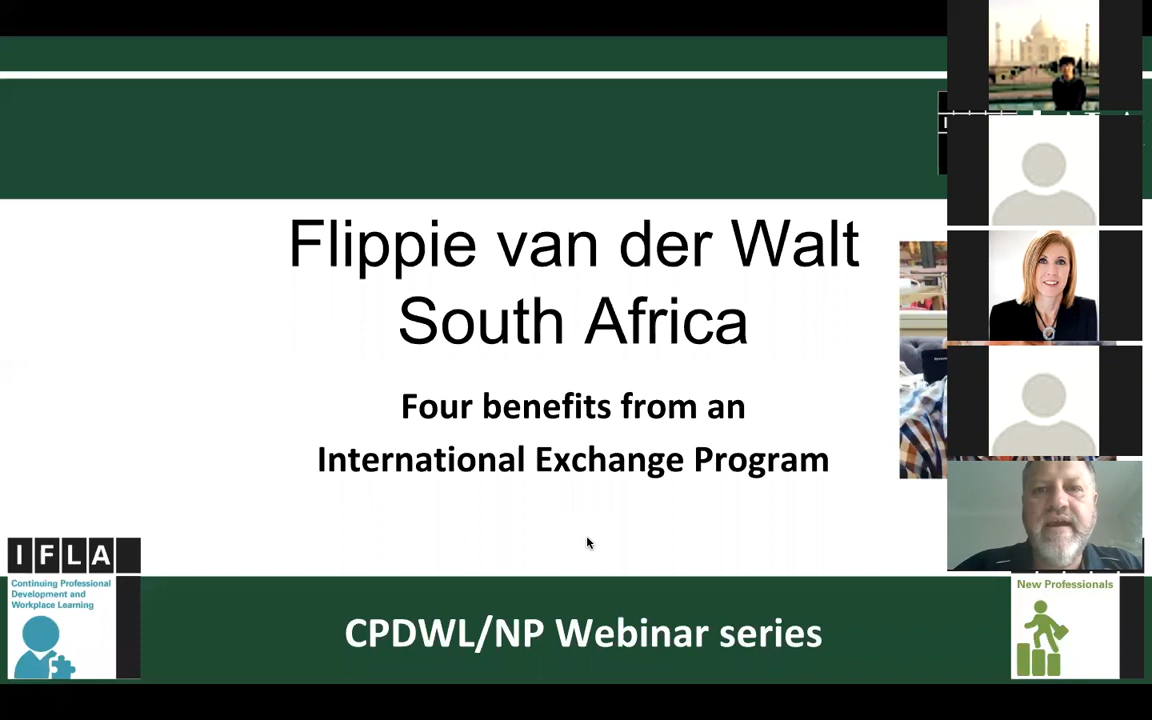 Flippie van der Walt
South Africa
Four benefits from an
International Exchange Program
IFLA
Continuing Professional
Development and
Workplace Learning
CPDWL/NP Webinar series
New Professionals